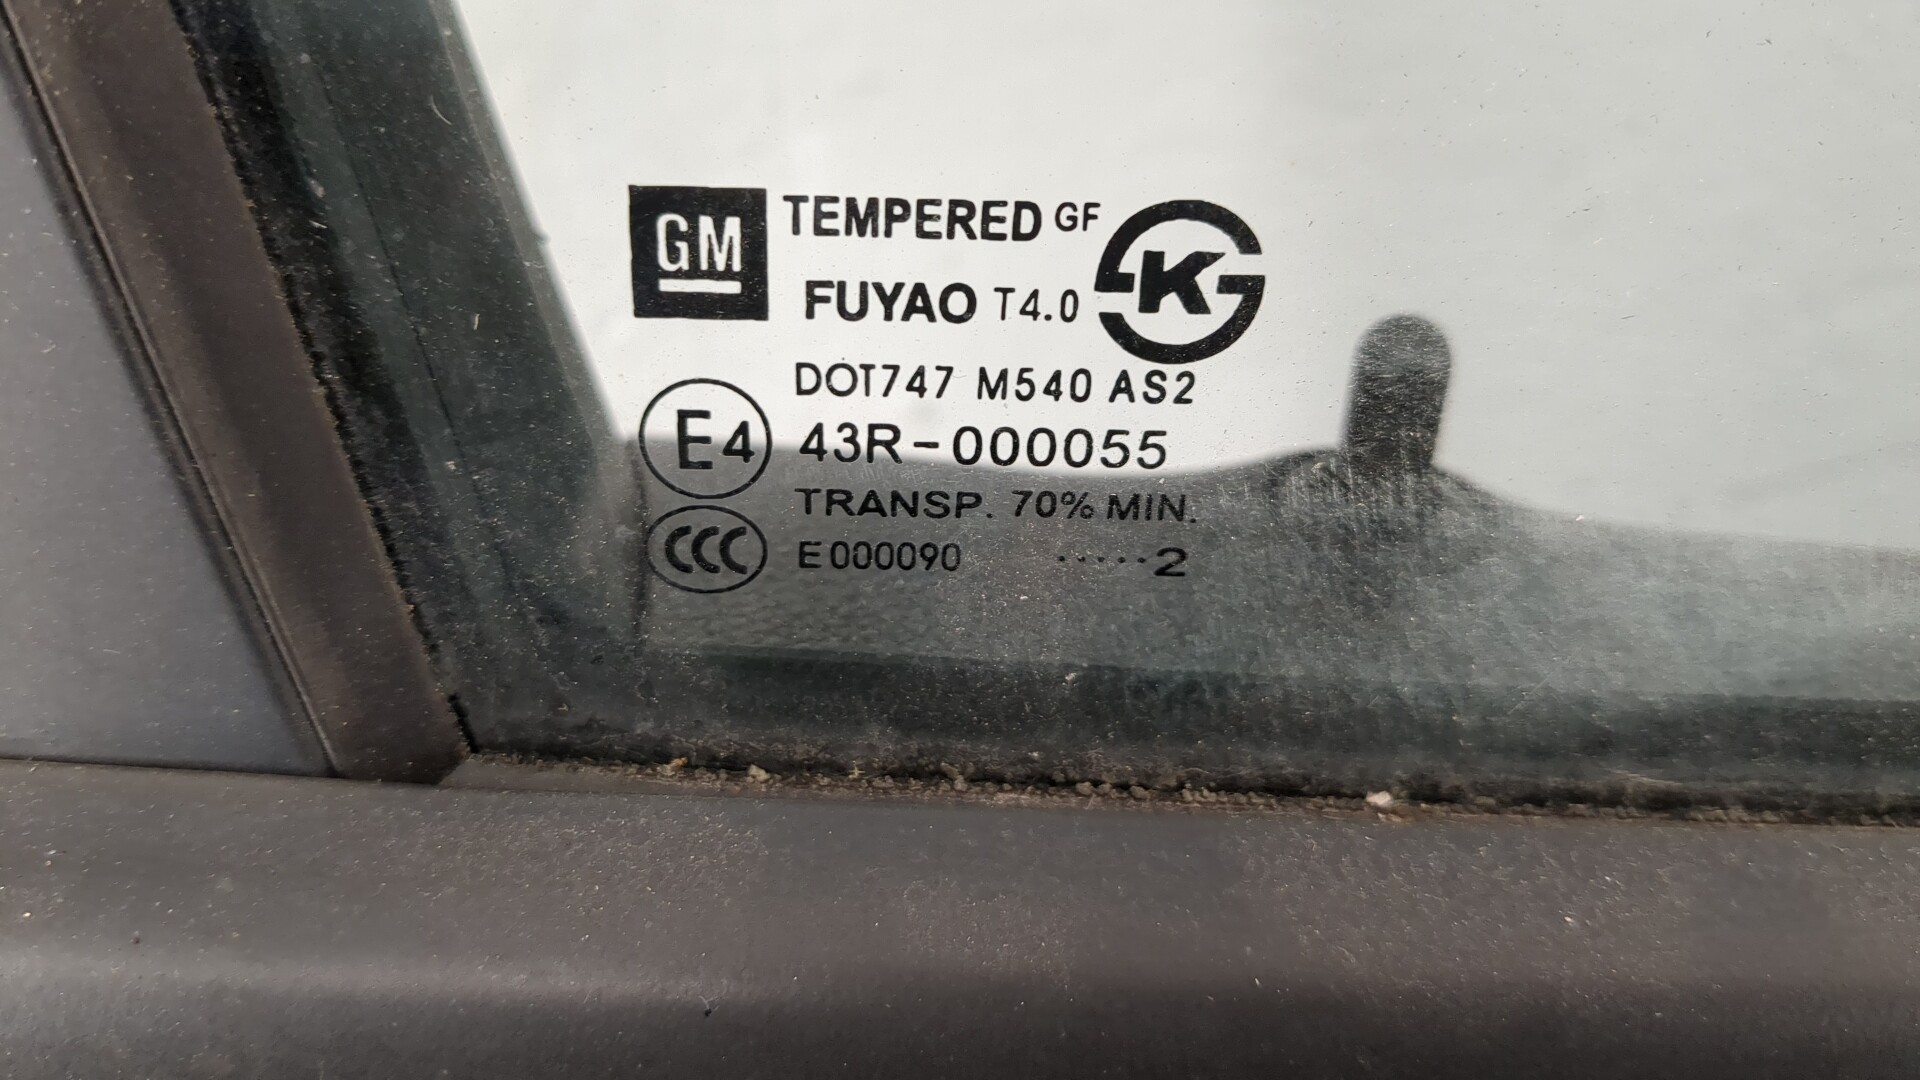 GM TEMPERED GF
FUYAO T4.0 K
DOT747 M540 AS2
E4 43R-000055
TRANSP. 70% MIN.
CCC E000090 .....2